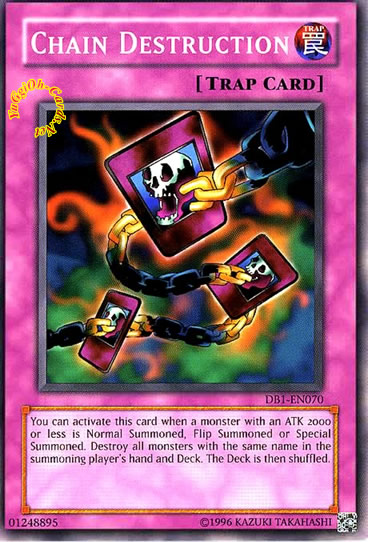 CHAIN DESTRUCTION
TRAP
罠
[TRAP CARD]
YuGgiOh-Cards.Net
DB1-EN070
You can activate this card when a monster with an ATK 2000
or less is Normal Summoned, Flip Summoned or Special
Summoned. Destroy all monsters with the same name in the
summoning player's hand and Deck. The Deck is then shuffled.
01248895
©1996 KAZUKI TAKAHASHI